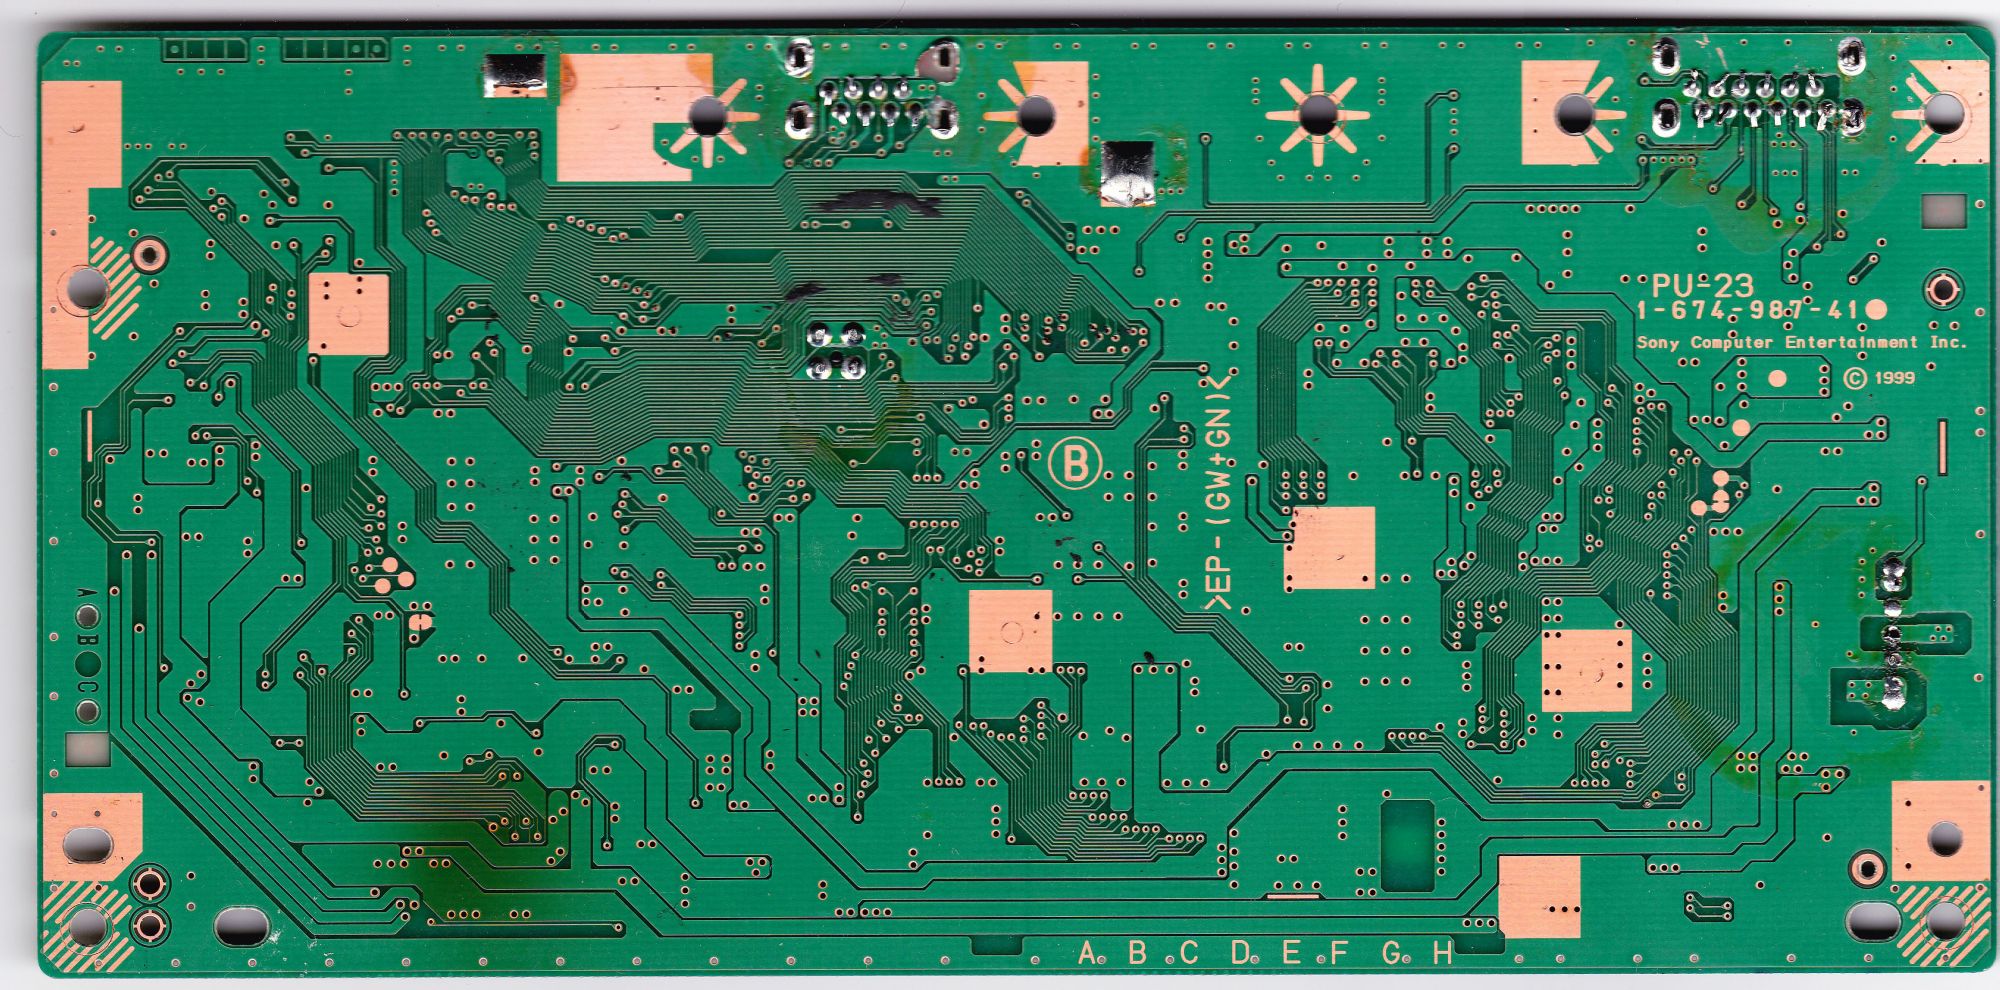 PU-23
1-674-987-41
Sony Computer Entertainment Inc.
© 1999
B
>EP-(GW+GN)<
A
B
C
A B C D E F G H